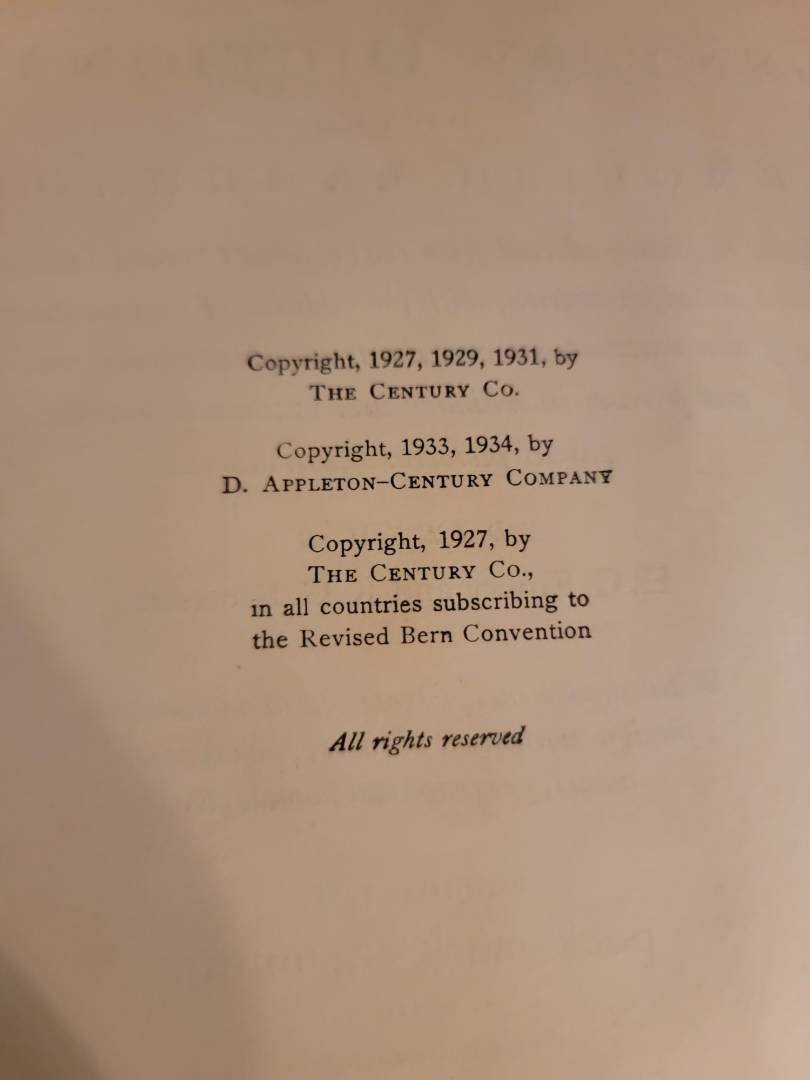 Copyright, 1927, 1929, 1931, by
THE CENTURY CO.
Copyright, 1933, 1934, by
D. APPLETON-CENTURY COMPANY
Copyright, 1927, by
THE CENTURY CO.,
in all countries subscribing to
the Revised Bern Convention
All rights reserved